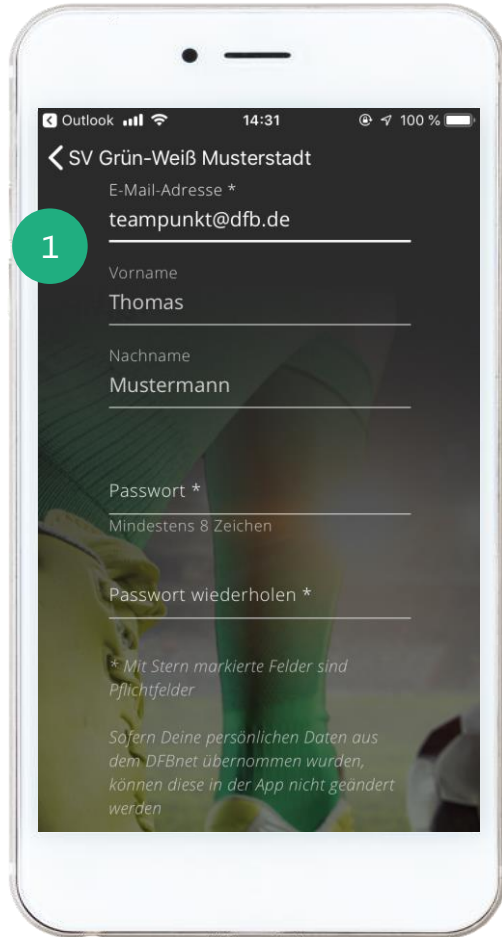 Outlook 14:31 100 %
SV Grün-Weiß Musterstadt
E-Mail-Adresse *
teampunkt@dfb.de
1
Vorname
Thomas
Nachname
Mustermann
Passwort *
Mindestens 8 Zeichen
Passwort wiederholen *
* Mit Stern markierte Felder sind
Pflichtfelder
Sofern Deine persönlichen Daten aus
dem DFBnet übernommen wurden,
können diese in der App nicht geändert
werden